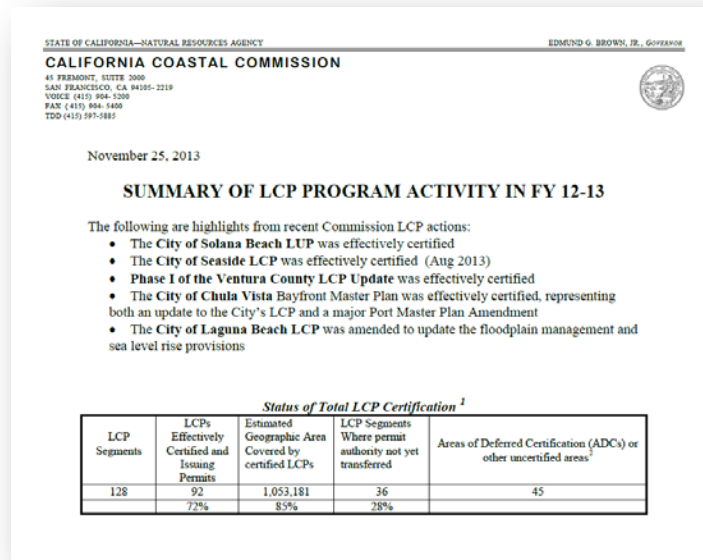 STATE OF CALIFORNIA—NATURAL RESOURCES AGENCY
EDMUND G. BROWN, JR., GOVERNOR
CALIFORNIA COASTAL COMMISSION
45 FREMONT, SUITE 2000
SAN FRANCISCO, CA 94105- 2219
VOICE (415) 904- 5200
FAX ( 415) 904- 5400
TDD (415) 597-5885
November 25, 2013
SUMMARY OF LCP PROGRAM ACTIVITY IN FY 12-13
The following are highlights from recent Commission LCP actions:
• The City of Solana Beach LUP was effectively certified
• The City of Seaside LCP was effectively certified (Aug 2013)
• Phase I of the Ventura County LCP Update was effectively certified
• The City of Chula Vista Bayfront Master Plan was effectively certified, representing
both an update to the City's LCP and a major Port Master Plan Amendment
• The City of Laguna Beach LCP was amended to update the floodplain management and
sea level rise provisions
Status of Total LCP Certification 1
LCP
Segments
LCPs
Effectively
Certified and
Issuing
Permits
Estimated
Geographic Area
Covered by
certified LCPs
LCP Segments
Where permit
authority not yet
transferred
Areas of Deferred Certification (ADCs) or
other uncertified areas2
128 92 1,053,181 36 45
72% 85% 28%